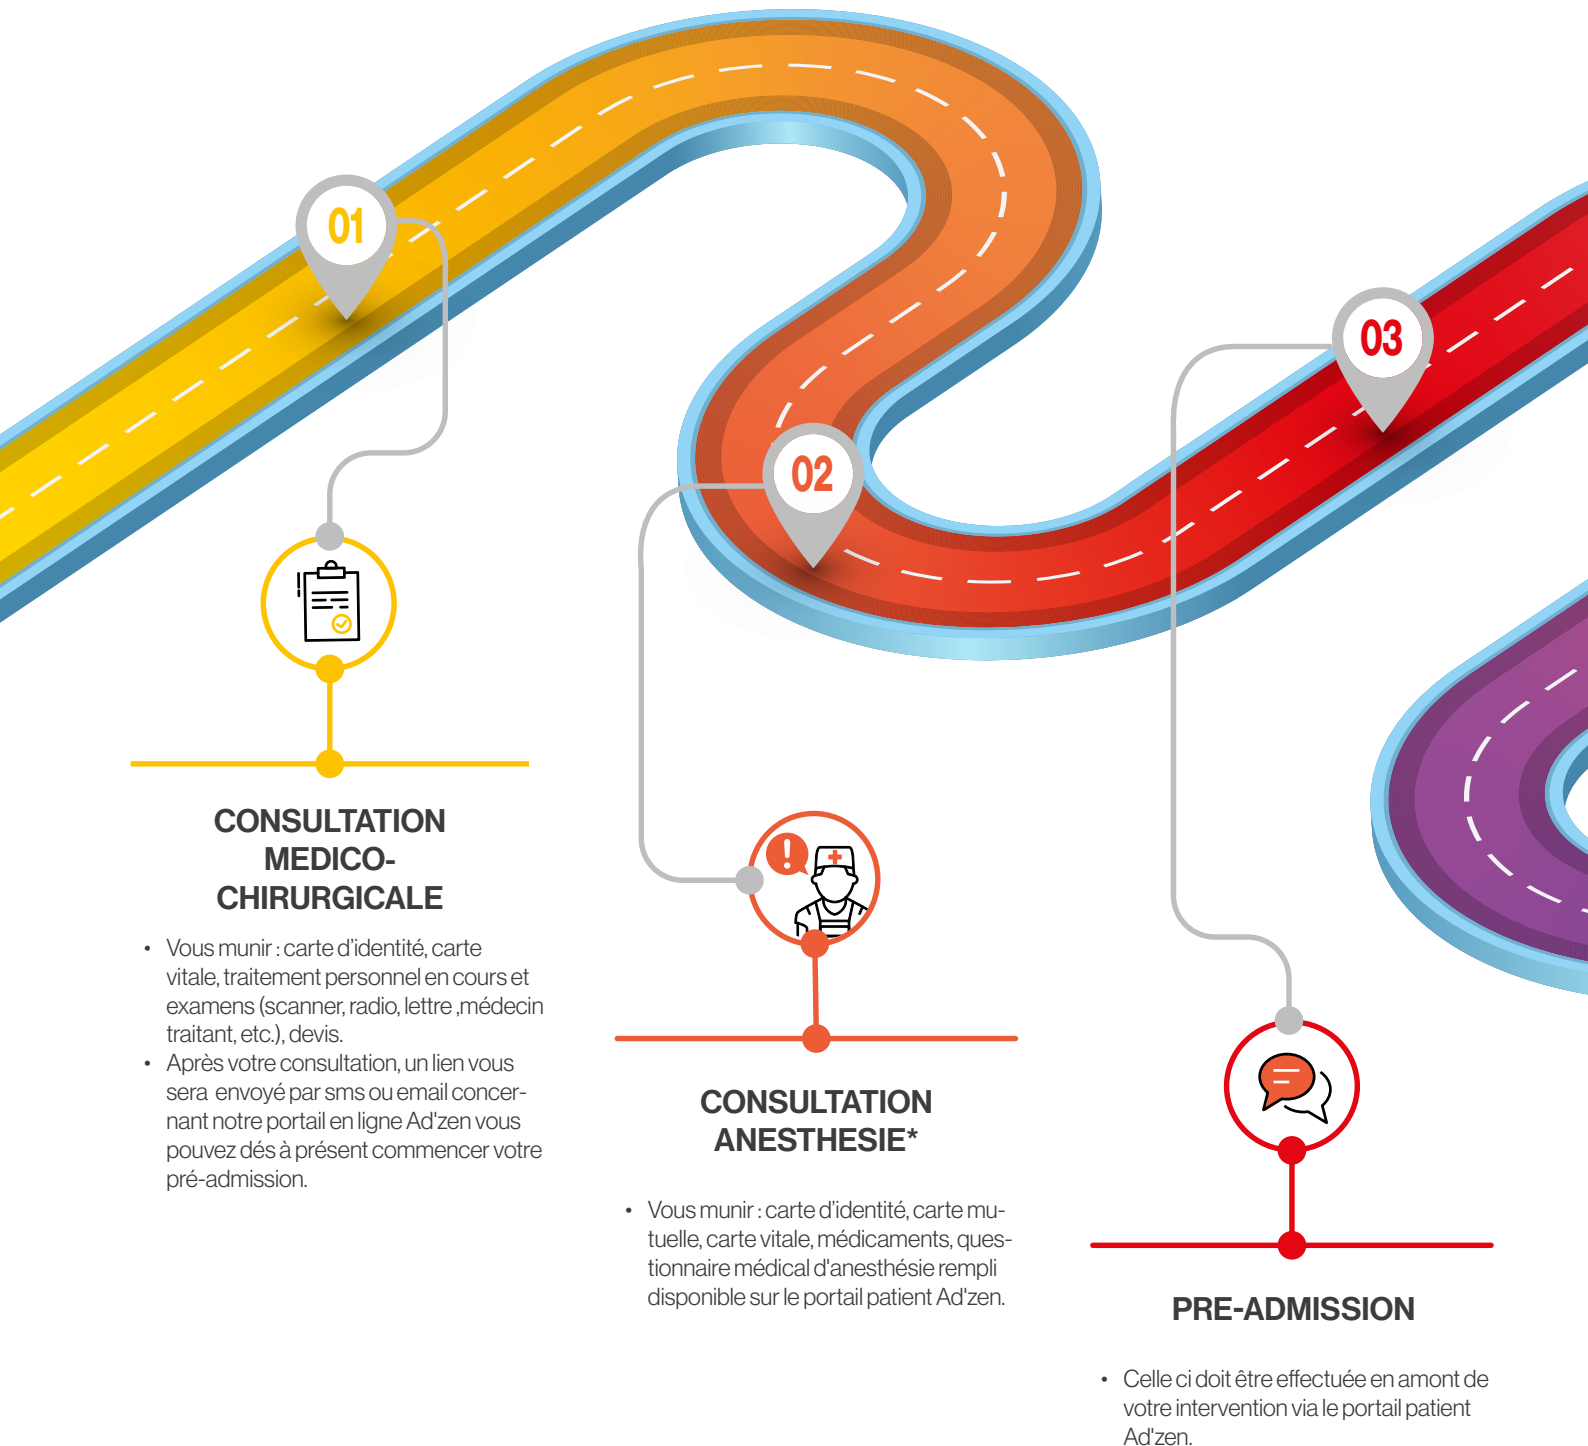 01
02
03
CONSULTATION
MEDICO-
CHIRURGICALE
• Vous munir : carte d'identité, carte
vitale, traitement personnel en cours et
examens (scanner, radio, lettre ,médecin
traitant, etc.), devis.
• Après votre consultation, un lien vous
sera  envoyé par sms ou email concer-
nant notre portail en ligne Ad'zen vous
pouvez dés à présent commencer votre
pré-admission.
CONSULTATION
ANESTHESIE*
• Vous munir : carte d'identité, carte mu-
tuelle, carte vitale, médicaments, ques-
tionnaire médical d'anesthésie rempli
disponible sur le portail patient Ad'zen.
PRE-ADMISSION
• Celle ci doit être effectuée en amont de
votre intervention via le portail patient
Ad'zen.